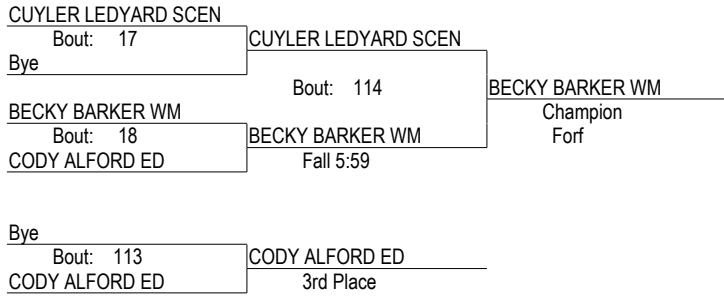 CUYLER LEDYARD SCEN
Bout: 17
CUYLER LEDYARD SCEN
Bye
Bout: 114
BECKY BARKER WM
BECKY BARKER WM
Champion
Bout: 18
BECKY BARKER WM
Forf
CODY ALFORD ED
Fall 5:59
Bye
Bout: 113
CODY ALFORD ED
CODY ALFORD ED
3rd Place